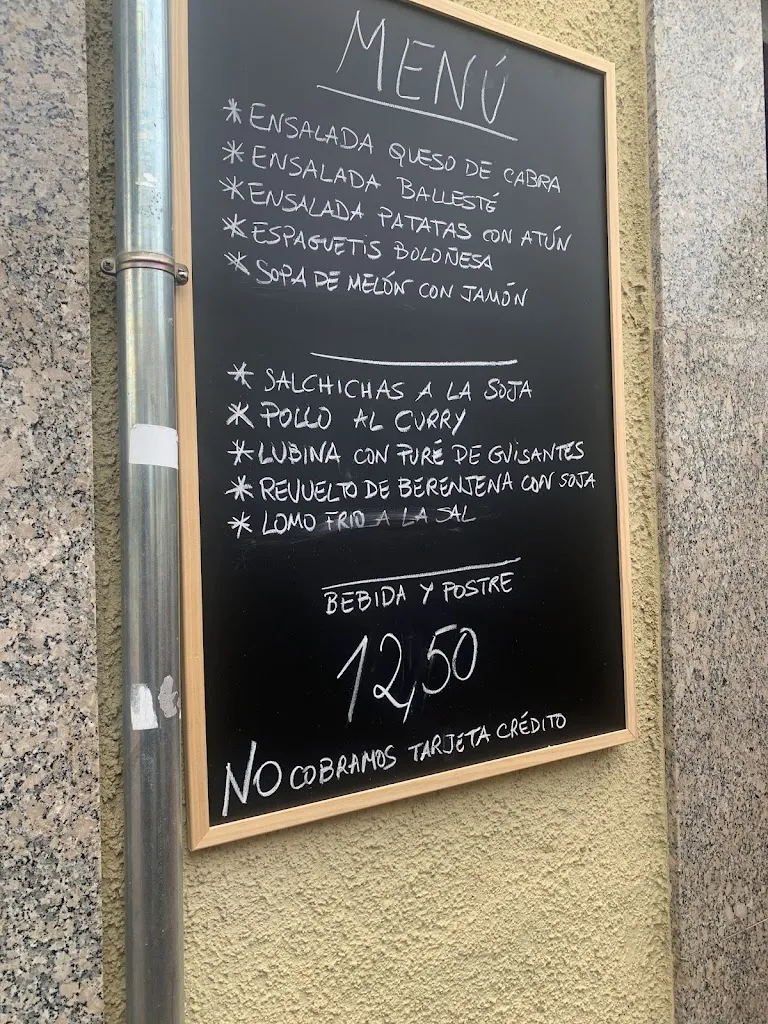 MENÚ
* ENSALADA QUESO DE CABRA
* ENSALADA BALLESTÉ
* ENSALADA PATATAS CON ATÚN
* ESPAGUETIS BOLOÑESA
* SOPA DE MELÓN CON JAMÓN
* SALCHICHAS A LA SOJA
* POLLO AL CURRY
* LUBINA CON PURÉ DE GUISANTES
* REVUELTO DE BERENJENA CON SOJA
* LOMO FRIO A LA SAL
BEBIDA Y POSTRE
12,50
NO COBRAMOS TARJETA CRÉDITO